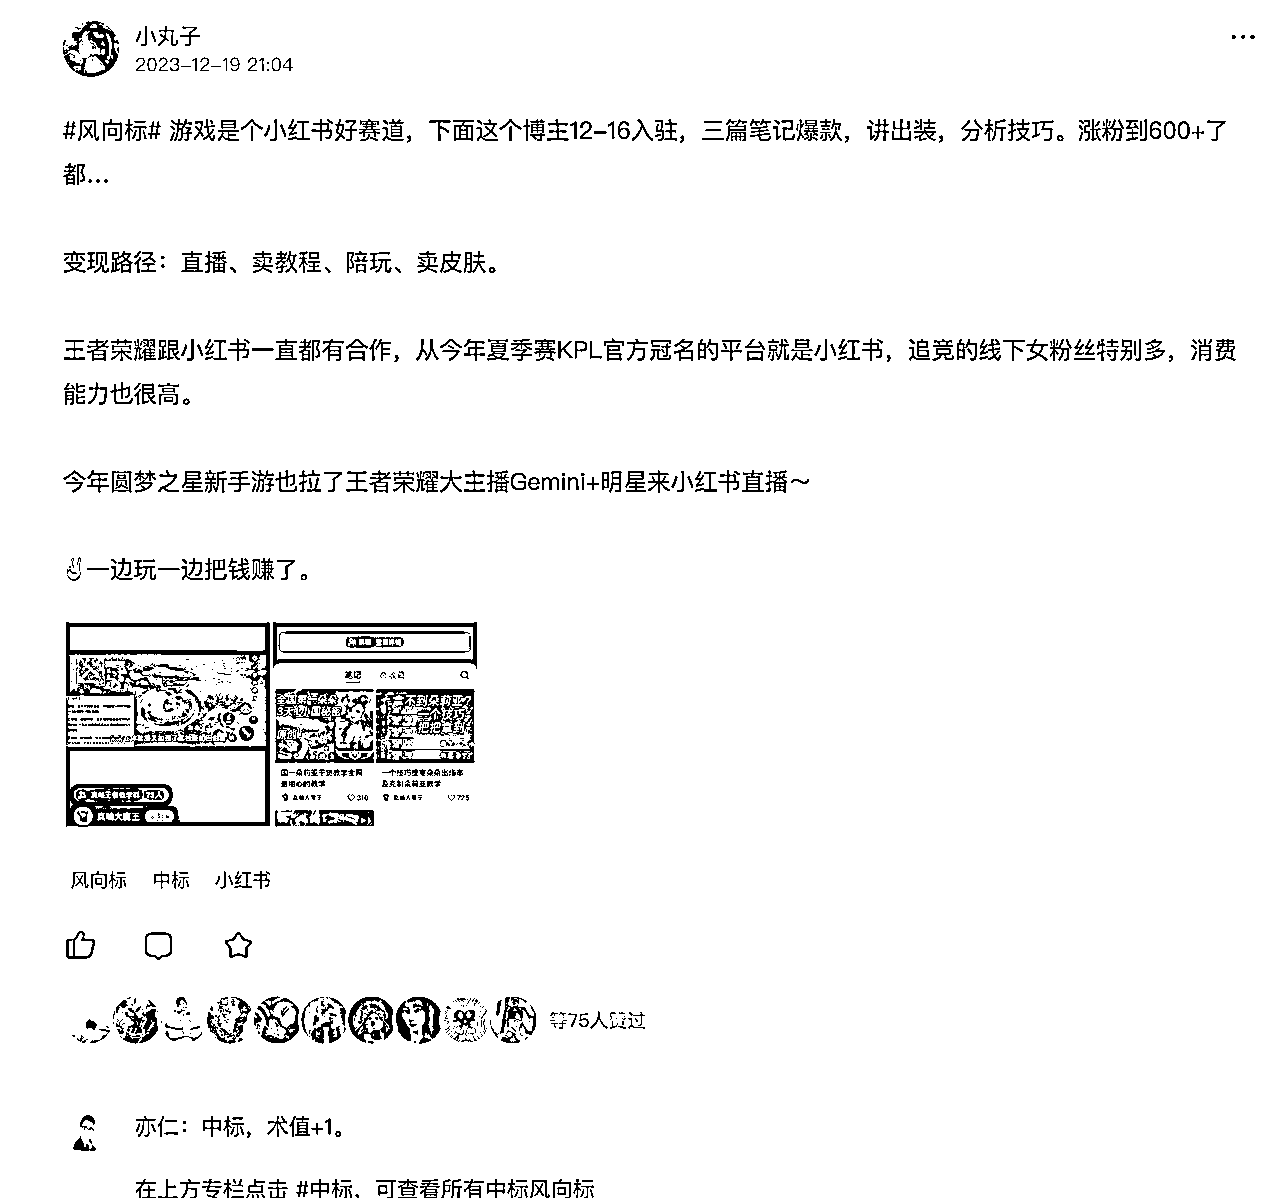 小丸子
2023-12-19 21:04
#风向标# 游戏是个小红书好赛道，下面这个博主12-16入驻，三篇笔记爆款，讲出装，分析技巧。涨粉到600+了
都...
变现路径：直播、卖教程、陪玩、卖皮肤。
王者荣耀跟小红书一直都有合作，从今年夏季赛KPL官方冠名的平台就是小红书，追竞的线下女粉丝特别多，消费
能力也很高。
今年圆梦之星新手游也拉了王者荣耀大主播Gemini+明星来小红书直播～
✌一边玩一边把钱赚了。
笔记
310
725
风向标 中标 小红书
等75人赞过
亦仁：中标，术值+1。
在上方专栏点击 #中标，可查看所有中标风向标